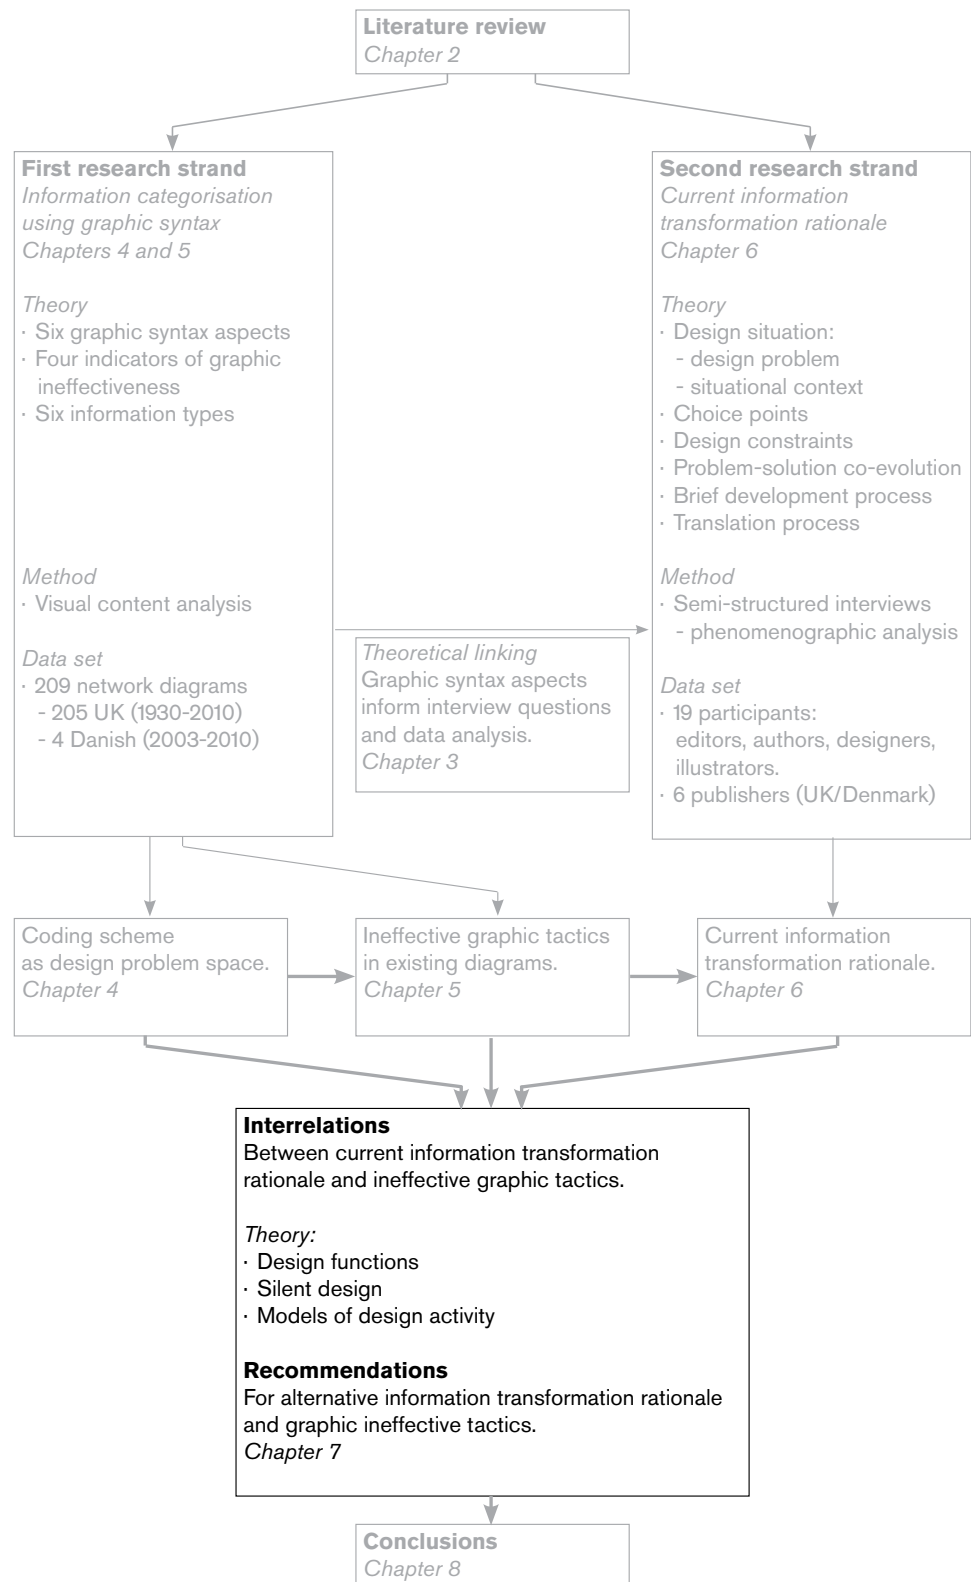 Literature review
Chapter 2
First research strand
Information categorisation
using graphic syntax
Chapters 4 and 5
Theory
· Six graphic syntax aspects
· Four indicators of graphic
ineffectiveness
· Six information types
Method
· Visual content analysis
Data set
· 209 network diagrams
- 205 UK (1930-2010)
- 4 Danish (2003-2010)
Theoretical linking
Graphic syntax aspects
inform interview questions
and data analysis.
Chapter 3
Second research strand
Current information
transformation rationale
Chapter 6
Theory
· Design situation:
- design problem
- situational context
· Choice points
· Design constraints
· Problem-solution co-evolution
· Brief development process
· Translation process
Method
· Semi-structured interviews
- phenomenographic analysis
Data set
· 19 participants:
editors, authors, designers,
illustrators.
· 6 publishers (UK/Denmark)
Coding scheme
as design problem space.
Chapter 4
Ineffective graphic tactics
in existing diagrams.
Chapter 5
Current information
transformation rationale.
Chapter 6
Interrelations
Between current information transformation
rationale and ineffective graphic tactics.
Theory:
· Design functions
· Silent design
· Models of design activity
Recommendations
For alternative information transformation rationale
and graphic ineffective tactics.
Chapter 7
Conclusions
Chapter 8